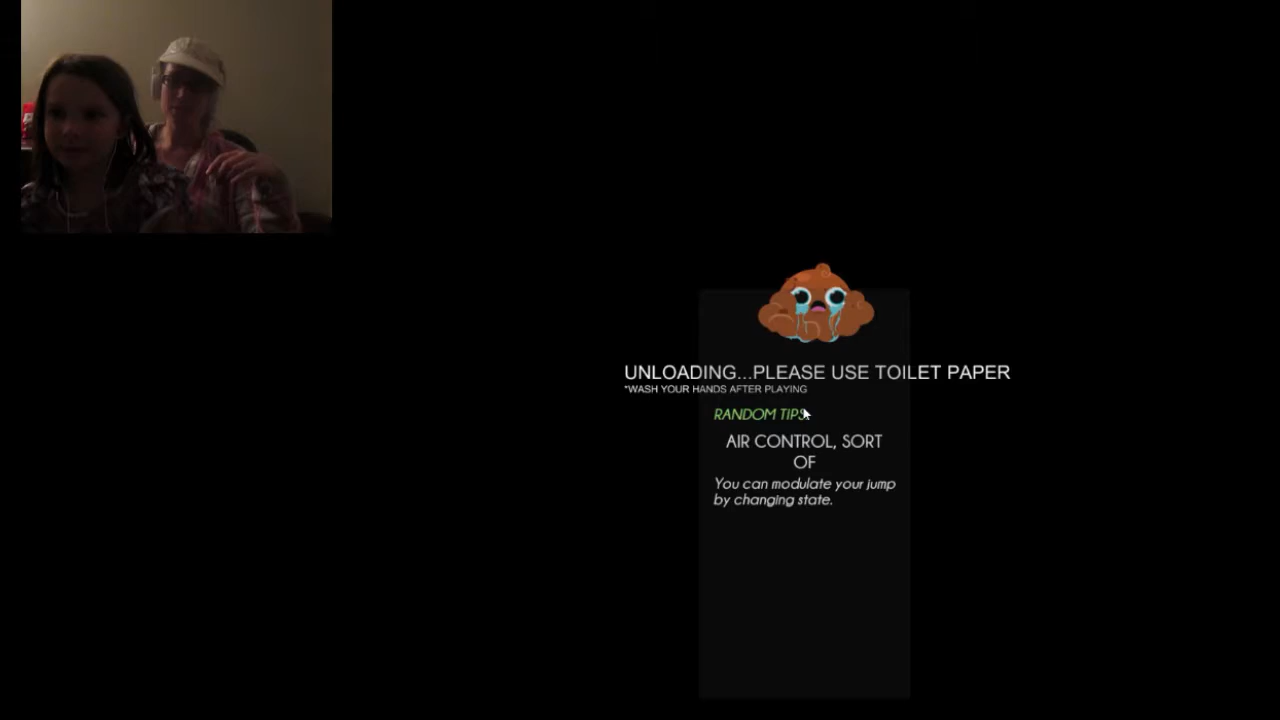 UNLOADING...PLEASE USE TOILET PAPER
*WASH YOUR HANDS AFTER PLAYING
RANDOM TIPS
AIR CONTROL, SORT
OF
You can modulate your jump
by changing state.